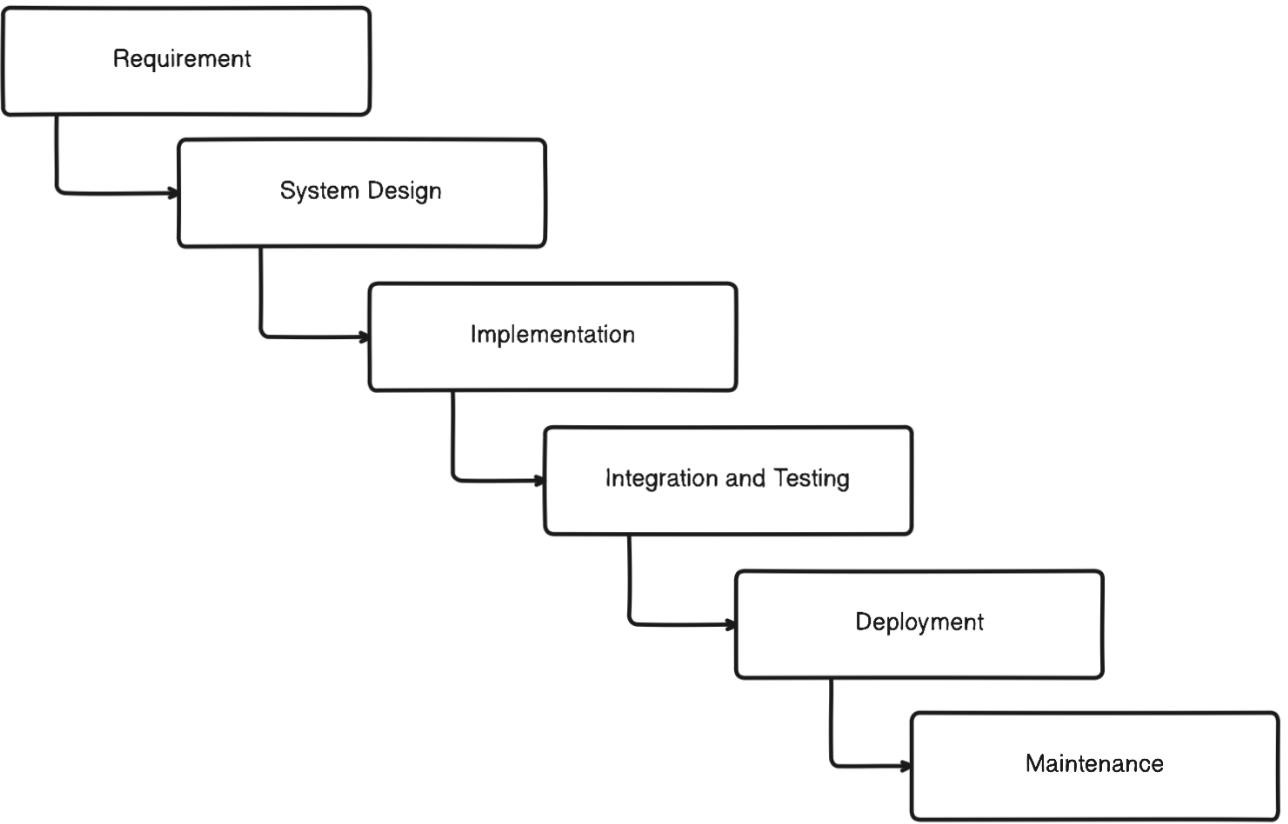 Requirement
System Design
Implementation
Integration and Testing
Deployment
Maintenance